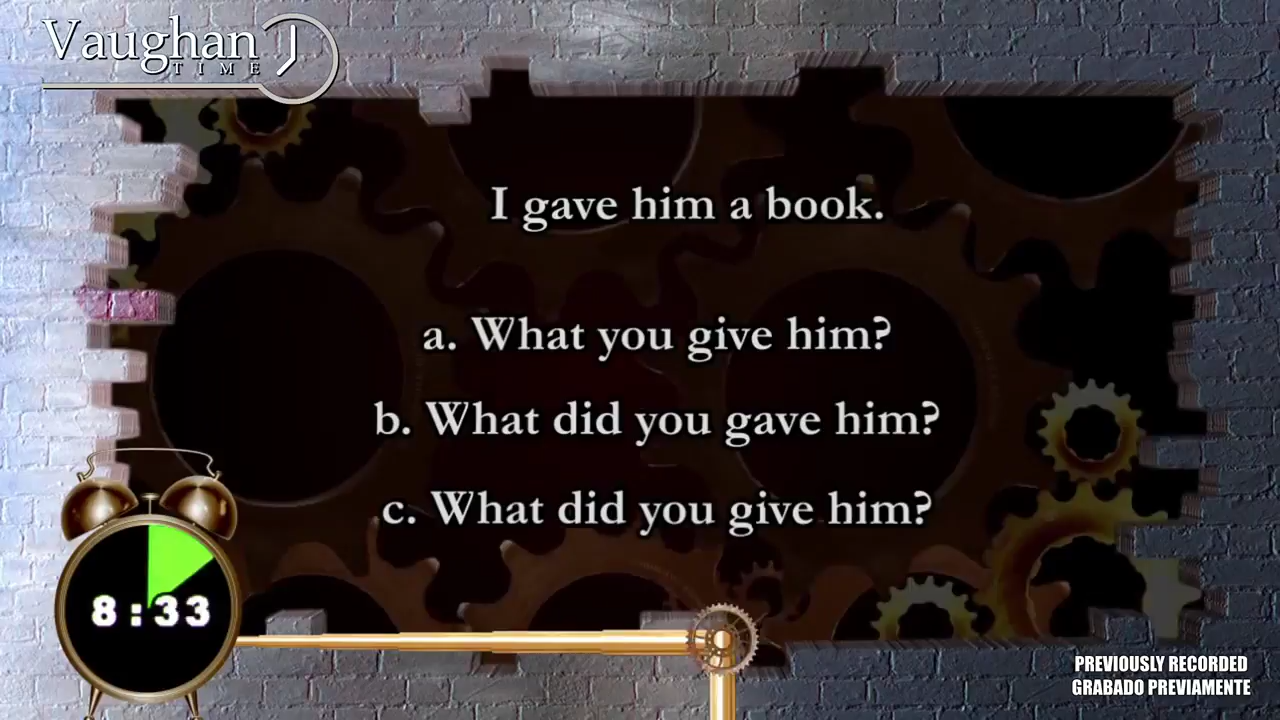 Vaughan
TIME
I gave him a book.
a. What you give him?
b. What did you gave him?
c. What did you give him?
8:33
PREVIOUSLY RECORDED
GRABADO PREVIAMENTE